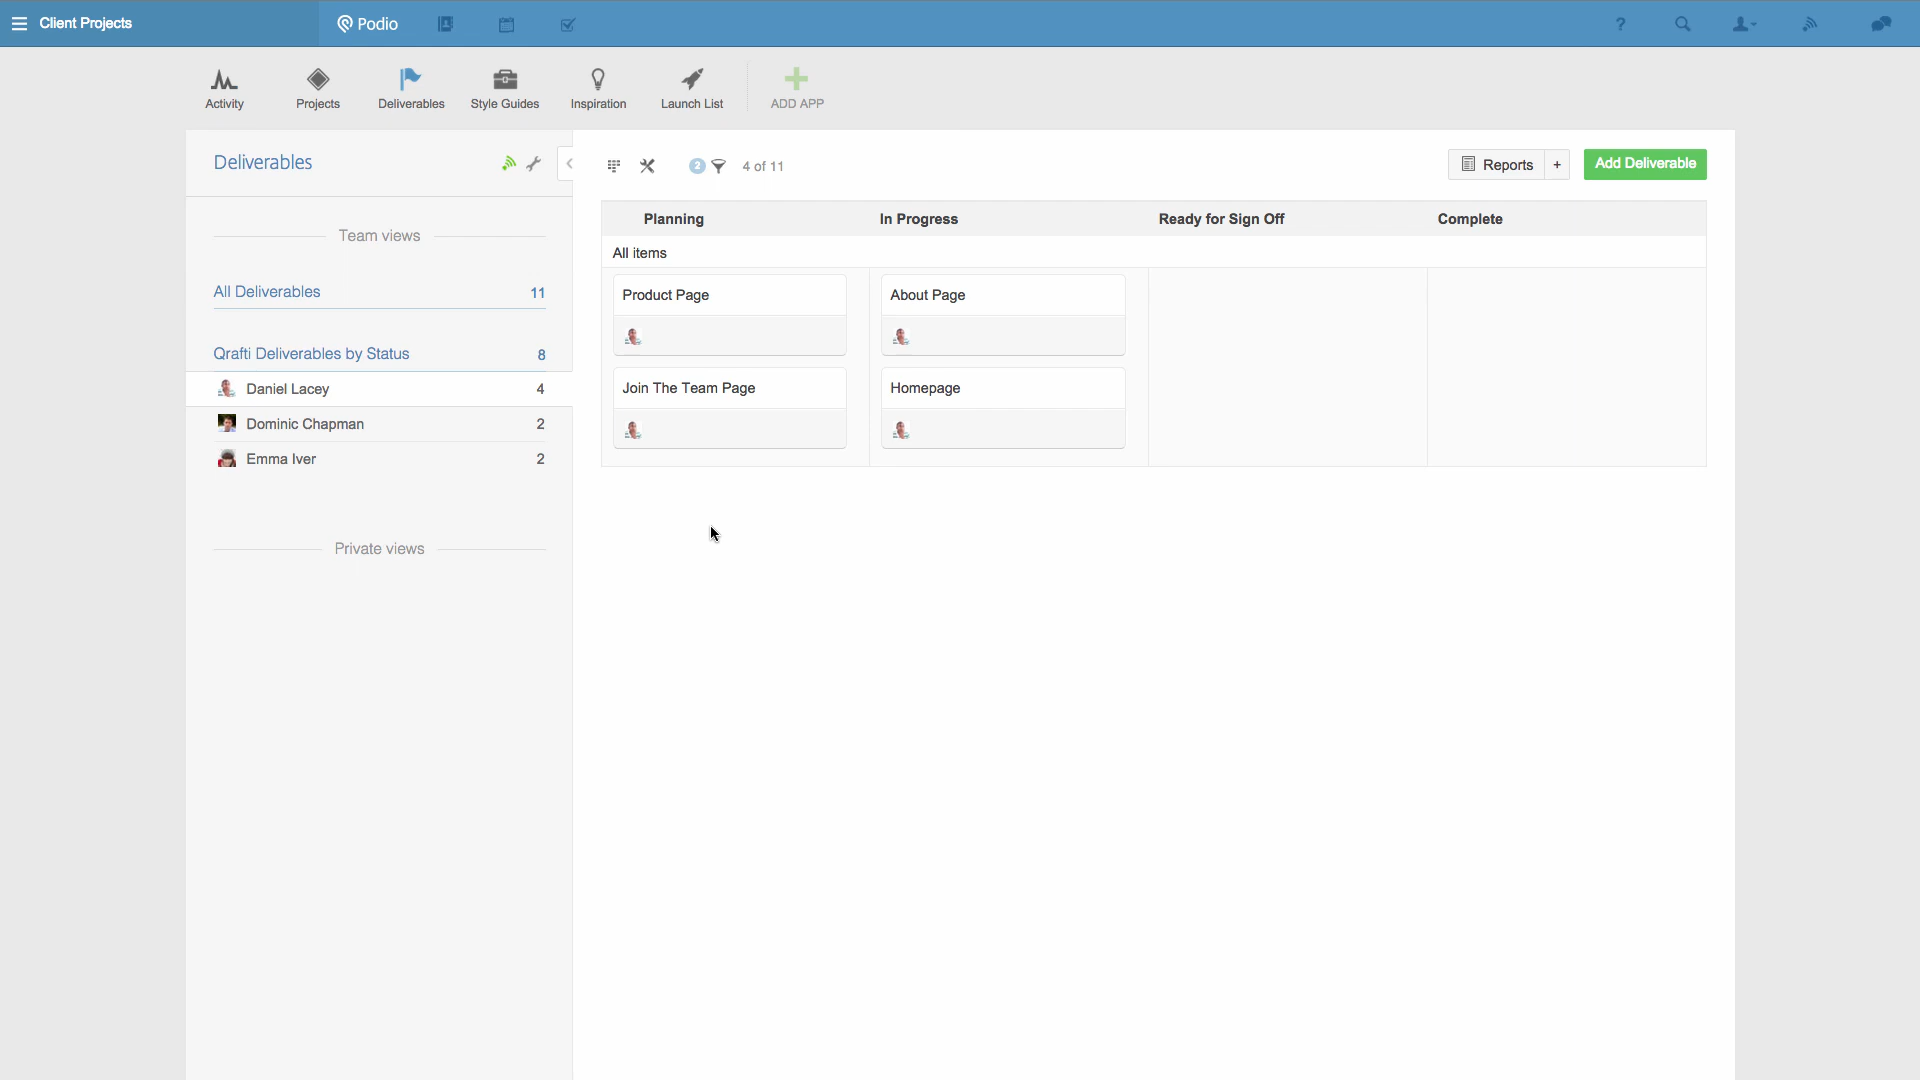 Client Projects
Podio
?
Activity
Projects
Deliverables
Style Guides
Inspiration
Launch List
ADD APP
Deliverables
2
4 of 11
Reports
+
Add Deliverable
Team views
All Deliverables 11
Qrafti Deliverables by Status 8
Daniel Lacey 4
Dominic Chapman 2
Emma Iver 2
Private views
Planning
In Progress
Ready for Sign Off
Complete
All items
Product Page
About Page
Join The Team Page
Homepage